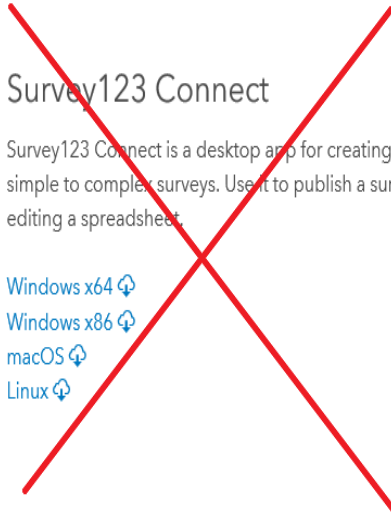 Survey123 Connect
Survey123 Connect is a desktop app for creating
simple to complex surveys. Use it to publish a sur
editing a spreadsheet.
Windows x64
Windows x86
macOS
Linux